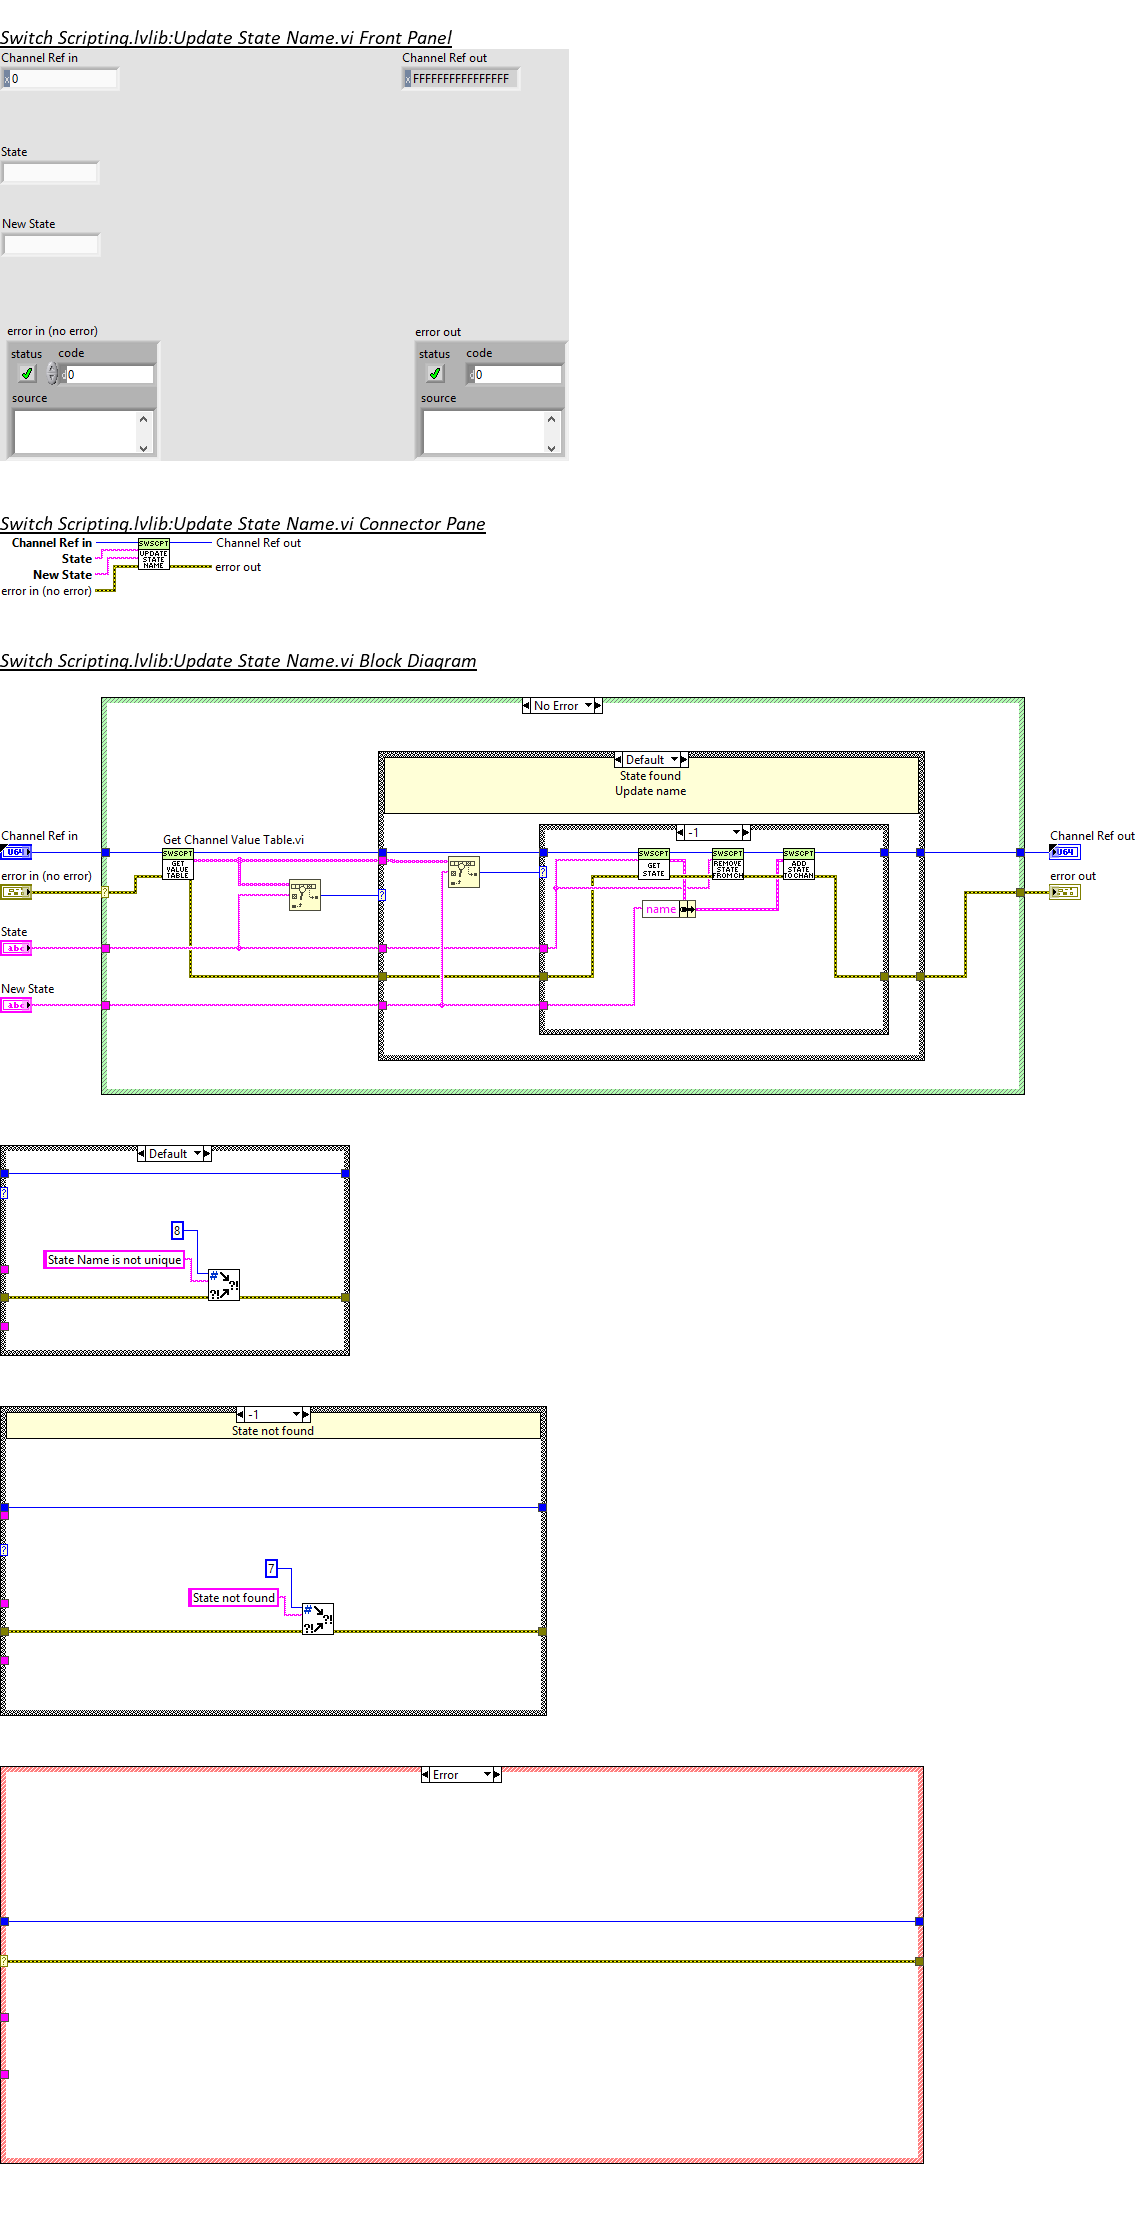 Switch Scripting.lvlib:Update State Name.vi Front Panel
Channel Ref in
Channel Ref out
x 0
x FFFFFFFFFFFFFFFF
State
New State
error in (no error)
error out
status code
status code
d 0
d 0
source
source
Switch Scripting.lvlib:Update State Name.vi Connector Pane
Channel Ref in
State
New State
error in (no error)
SWSCPT
UPDATE
STATE
NAME
Channel Ref out
error out
Switch Scripting.lvlib:Update State Name.vi Block Diagram
No Error
Default
State found
Update name
-1
Channel Ref in
U64
error in (no error)
State
abc
New State
abc
Get Channel Value Table.vi
SWSCPT
GET
VALUE
TABLE
?
?
?
SWSCPT
GET
STATE
SWSCPT
REMOVE
STATE
FROM CH
SWSCPT
ADD
STATE
TO CHAN
name
Channel Ref out
U64
error out
Default
?
8
State Name is not unique
# ?!
?!
-1
State not found
?
7
State not found
# ?!
?!
Error
?